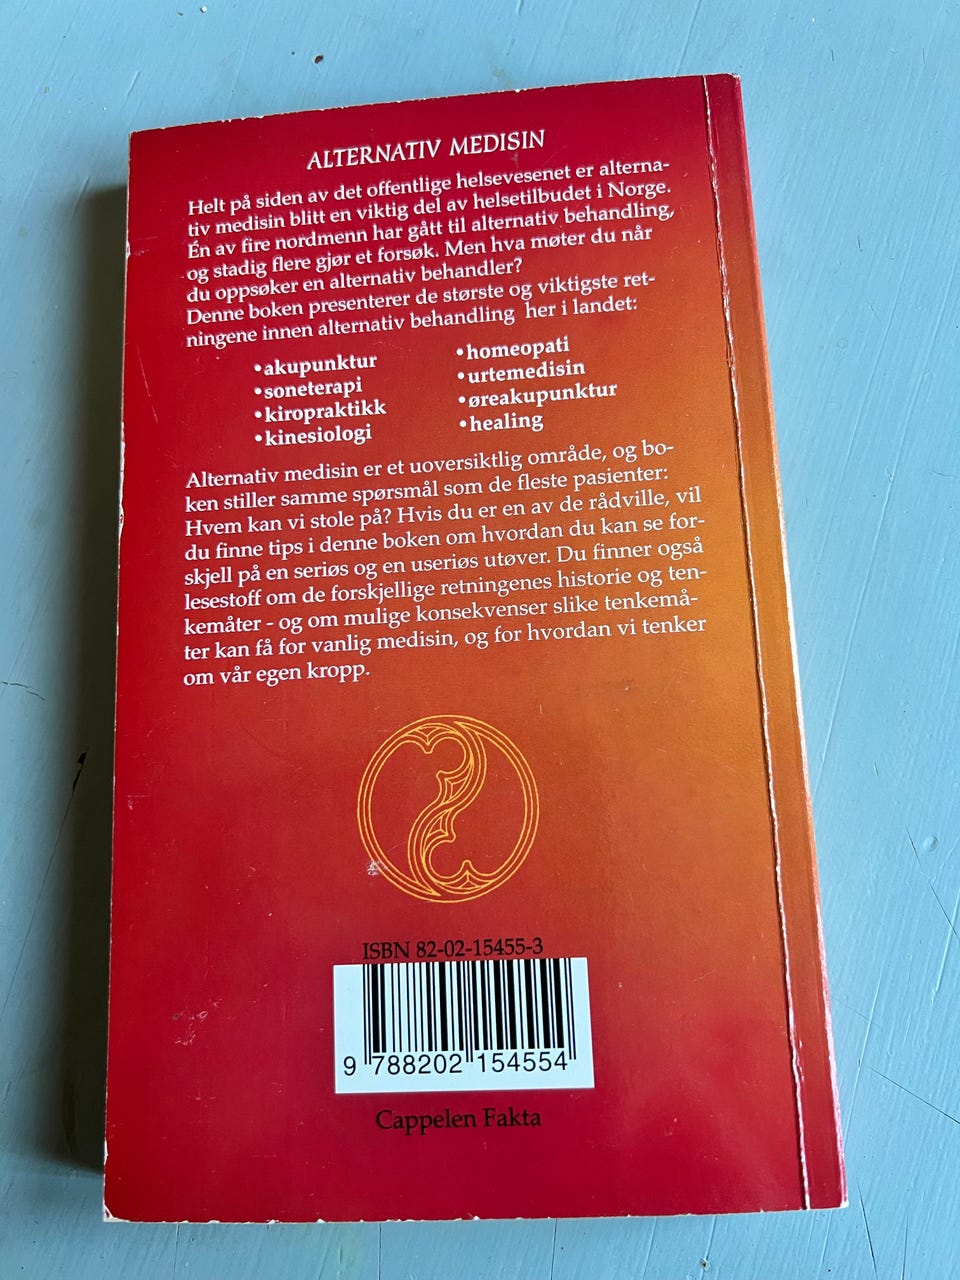 ALTERNATIV MEDISIN
Helt på siden av det offentlige helsevesenet er alterna-
tiv medisin blitt en viktig del av helsetilbudet i Norge.
Én av fire nordmenn har gått til alternativ behandling,
og stadig flere gjør et forsøk. Men hva møter du når
du oppsøker en alternativ behandler?
Denne boken presenterer de største og viktigste ret-
ningene innen alternativ behandling her i landet:
•akupunktur
•soneterapi
•kiropraktikk
•kinesiologi
•homeopati
•urtemedisin
•øreakupunktur
•healing
Alternativ medisin er et uoversiktlig område, og bo-
ken stiller samme spørsmål som de fleste pasienter:
Hvem kan vi stole på? Hvis du er en av de rådville, vil
du finne tips i denne boken om hvordan du kan se for-
skjell på en seriøs og en useriøs utøver. Du finner også
lesestoff om de forskjellige retningenes historie og ten-
kemåter - og om mulige konsekvenser slike tenkemå-
ter kan få for vanlig medisin, og for hvordan vi tenker
om vår egen kropp.
ISBN 82-02-15455-3
9 788202 154554
Cappelen Fakta